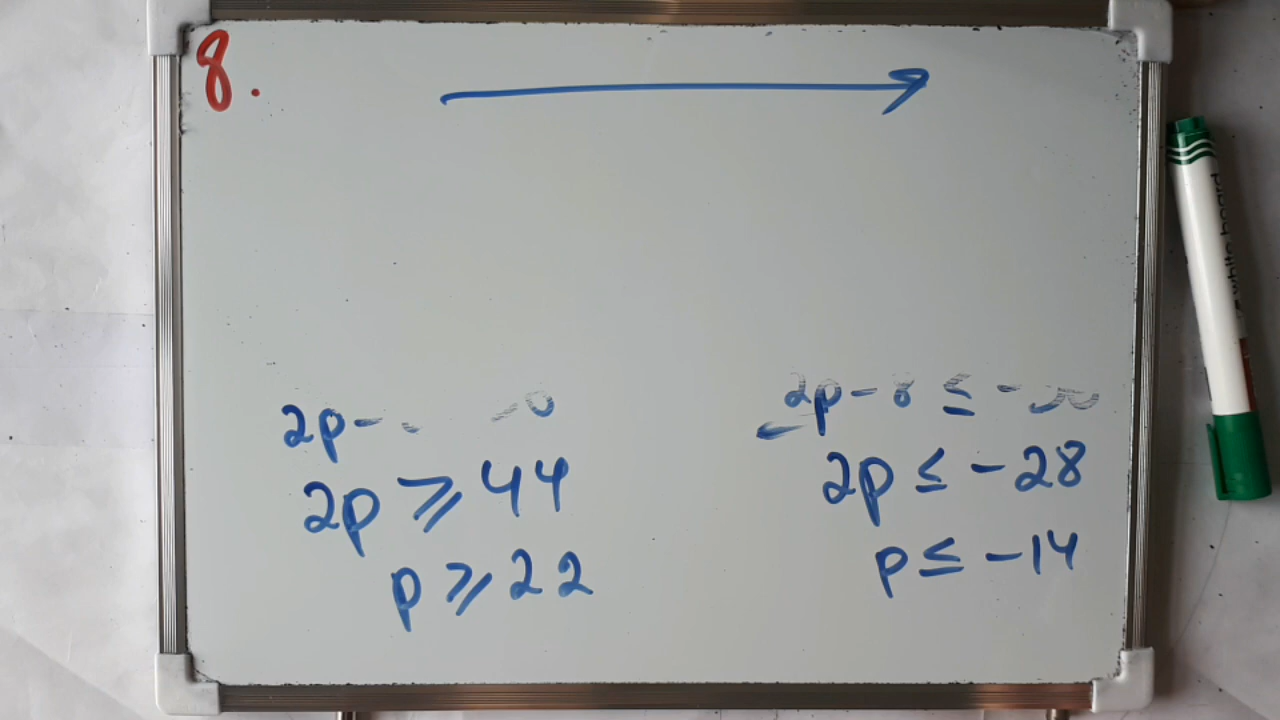 8.
2p -
2p ≥ 44
p ≥ 22
2p - 8 ≤ -
2p ≤ -28
p ≤ -14